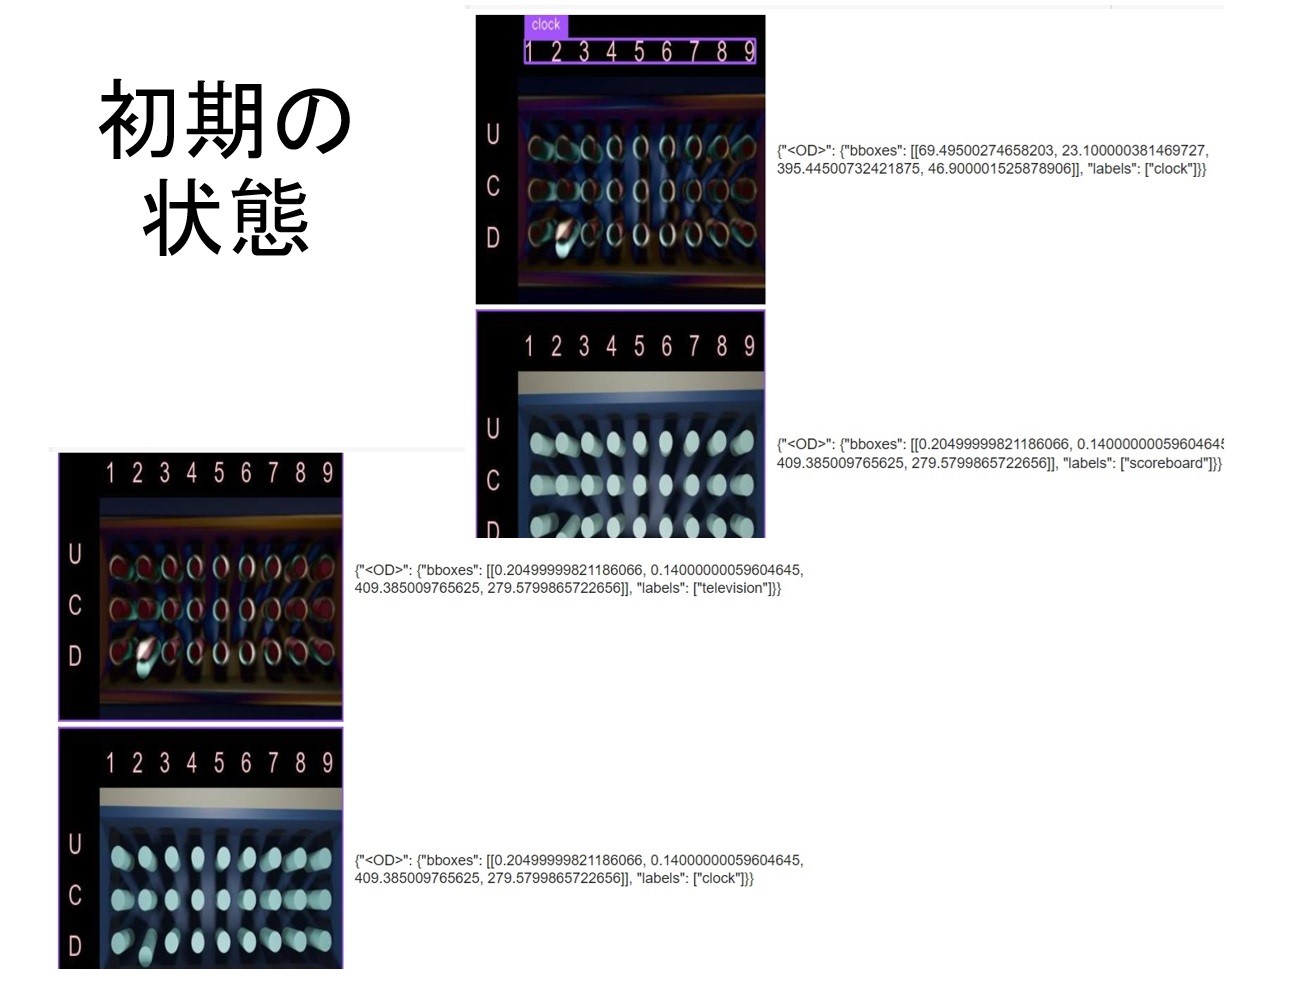 初期の
状態
clock
1 2 3 4 5 6 7 8 9
U
C
D
{"<OD>": {"bboxes": [[69.49500274658203, 23.100000381469727,
395.44500732421875, 46.900001525878906]], "labels": ["clock"]}}
1 2 3 4 5 6 7 8 9
U
C
D
{"<OD>": {"bboxes": [[0.20499999821186066, 0.14000000059604645
409.385009765625, 279.5799865722656]], "labels": ["scoreboard"]}}
1 2 3 4 5 6 7 8 9
U
C
D
{"<OD>": {"bboxes": [[0.20499999821186066, 0.14000000059604645,
409.385009765625, 279.5799865722656]], "labels": ["television"]}}
1 2 3 4 5 6 7 8 9
U
C
D
{"<OD>": {"bboxes": [[0.20499999821186066, 0.14000000059604645,
409.385009765625, 279.5799865722656]], "labels": ["clock"]}}